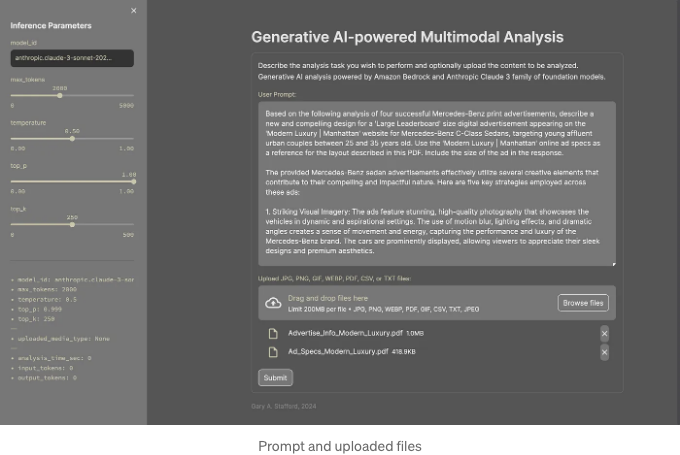 ×
Inference Parameters
model_id
anthropic.claude-3-sonnet-202...
max_tokens
2000
0 5000
temperature
0.50
0.00 1.00
top_p
1.00
0.00 1.00
top_k
250
0 500
• model_id: anthropic.claude-3-sor
• max_tokens: 2000
• temperature: 0.5
• top_p: 0.999
• top_k: 250
—
• uploaded_media_type: None
—
• analysis_time_sec: 0
• input_tokens: 0
• output_tokens: 0
Generative AI-powered Multimodal Analysis
Describe the analysis task you wish to perform and optionally upload the content to be analyzed.
Generative AI analysis powered by Amazon Bedrock and Anthropic Claude 3 family of foundation models.
User Prompt:
Based on the following analysis of four successful Mercedes-Benz print advertisements, describe a
new and compelling design for a 'Large Leaderboard' size digital advertisement appearing on the
'Modern Luxury | Manhattan' website for Mercedes-Benz C-Class Sedans, targeting young affluent
urban couples between 25 and 35 years old. Use the 'Modern Luxury | Manhattan' online ad specs as
a reference for the layout described in this PDF. Include the size of the ad in the response.
The provided Mercedes-Benz sedan advertisements effectively utilize several creative elements that
contribute to their compelling and impactful nature. Here are five key strategies employed across
these ads:
1. Striking Visual Imagery: The ads feature stunning, high-quality photography that showcases the
vehicles in dynamic and aspirational settings. The use of motion blur, lighting effects, and dramatic
angles creates a sense of movement and energy, capturing the performance and luxury of the
Mercedes-Benz brand. The cars are prominently displayed, allowing viewers to appreciate their sleek
designs and premium aesthetics.
Upload JPG, PNG, GIF, WEBP, PDF, CSV, or TXT files:
Drag and drop files here
Limit 200MB per file • JPG, PNG, WEBP, PDF, GIF, CSV, TXT, JPEG
Browse files
Advertise_Info_Modern_Luxury.pdf 1.0MB ×
Ad_Specs_Modern_Luxury.pdf 418.9KB ×
Submit
Gary A. Stafford, 2024
Prompt and uploaded files